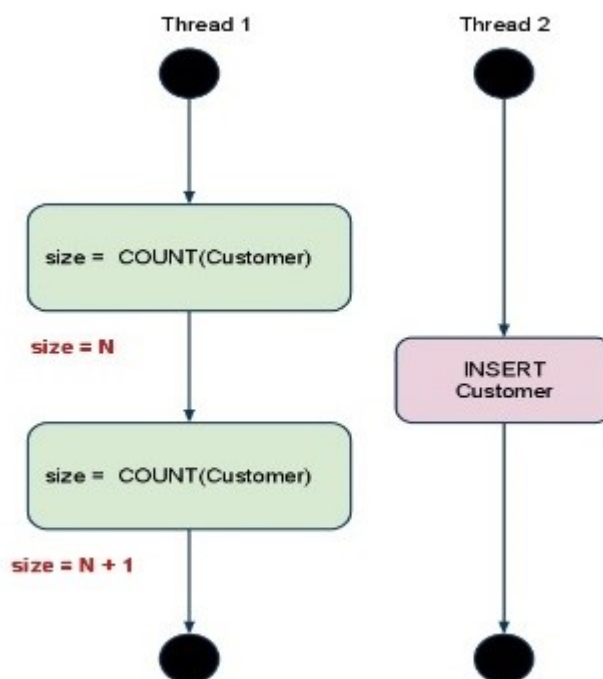 Thread 1
Thread 2
size = COUNT(Customer)
size = N
INSERT
Customer
size = COUNT(Customer)
size = N + 1